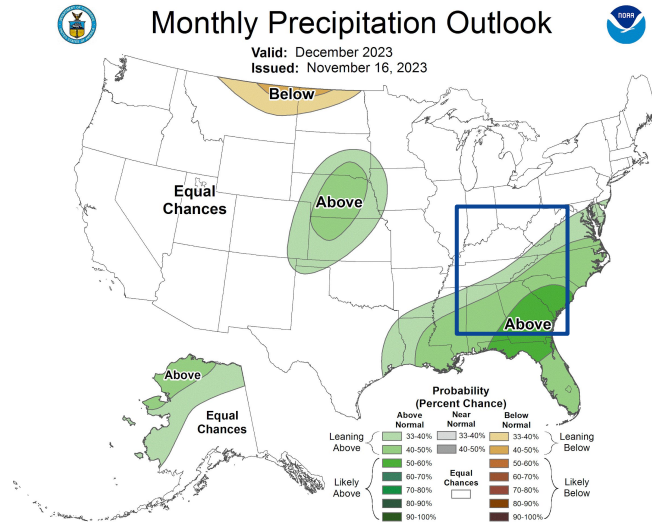 Monthly Precipitation Outlook
NOAA
Valid: December 2023
Issued: November 16, 2023
Below
Equal
Chances
Above
Above
Above
Equal
Chances
Probability
(Percent Chance)
Above
Normal
Near
Normal
Below
Normal
Leaning
Above
33-40%
40-50%
33-40%
40-50%
33-40%
40-50%
Leaning
Below
Likely
Above
50-60%
60-70%
70-80%
80-90%
90-100%
Equal
Chances
50-60%
60-70%
70-80%
80-90%
90-100%
Likely
Below